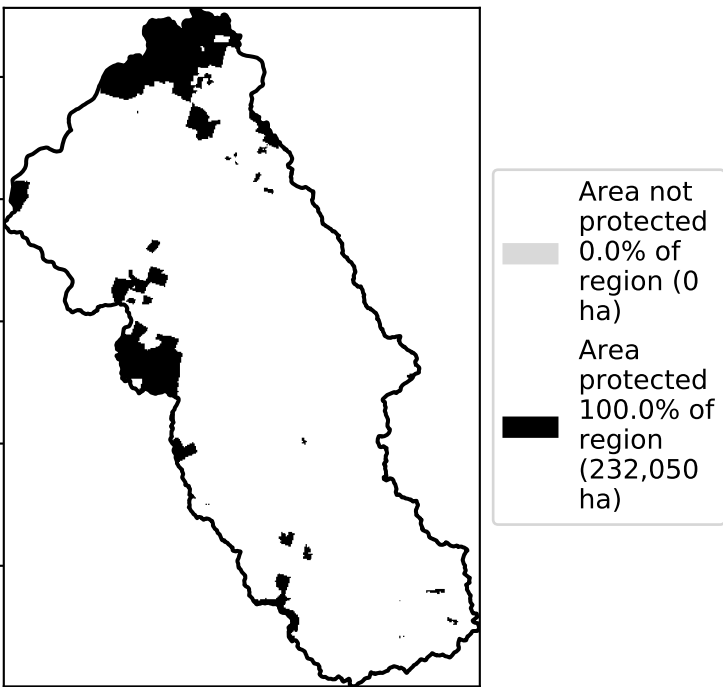 Area not
protected
0.0% of
region (0
ha)
Area
protected
100.0% of
region
(232,050
ha)